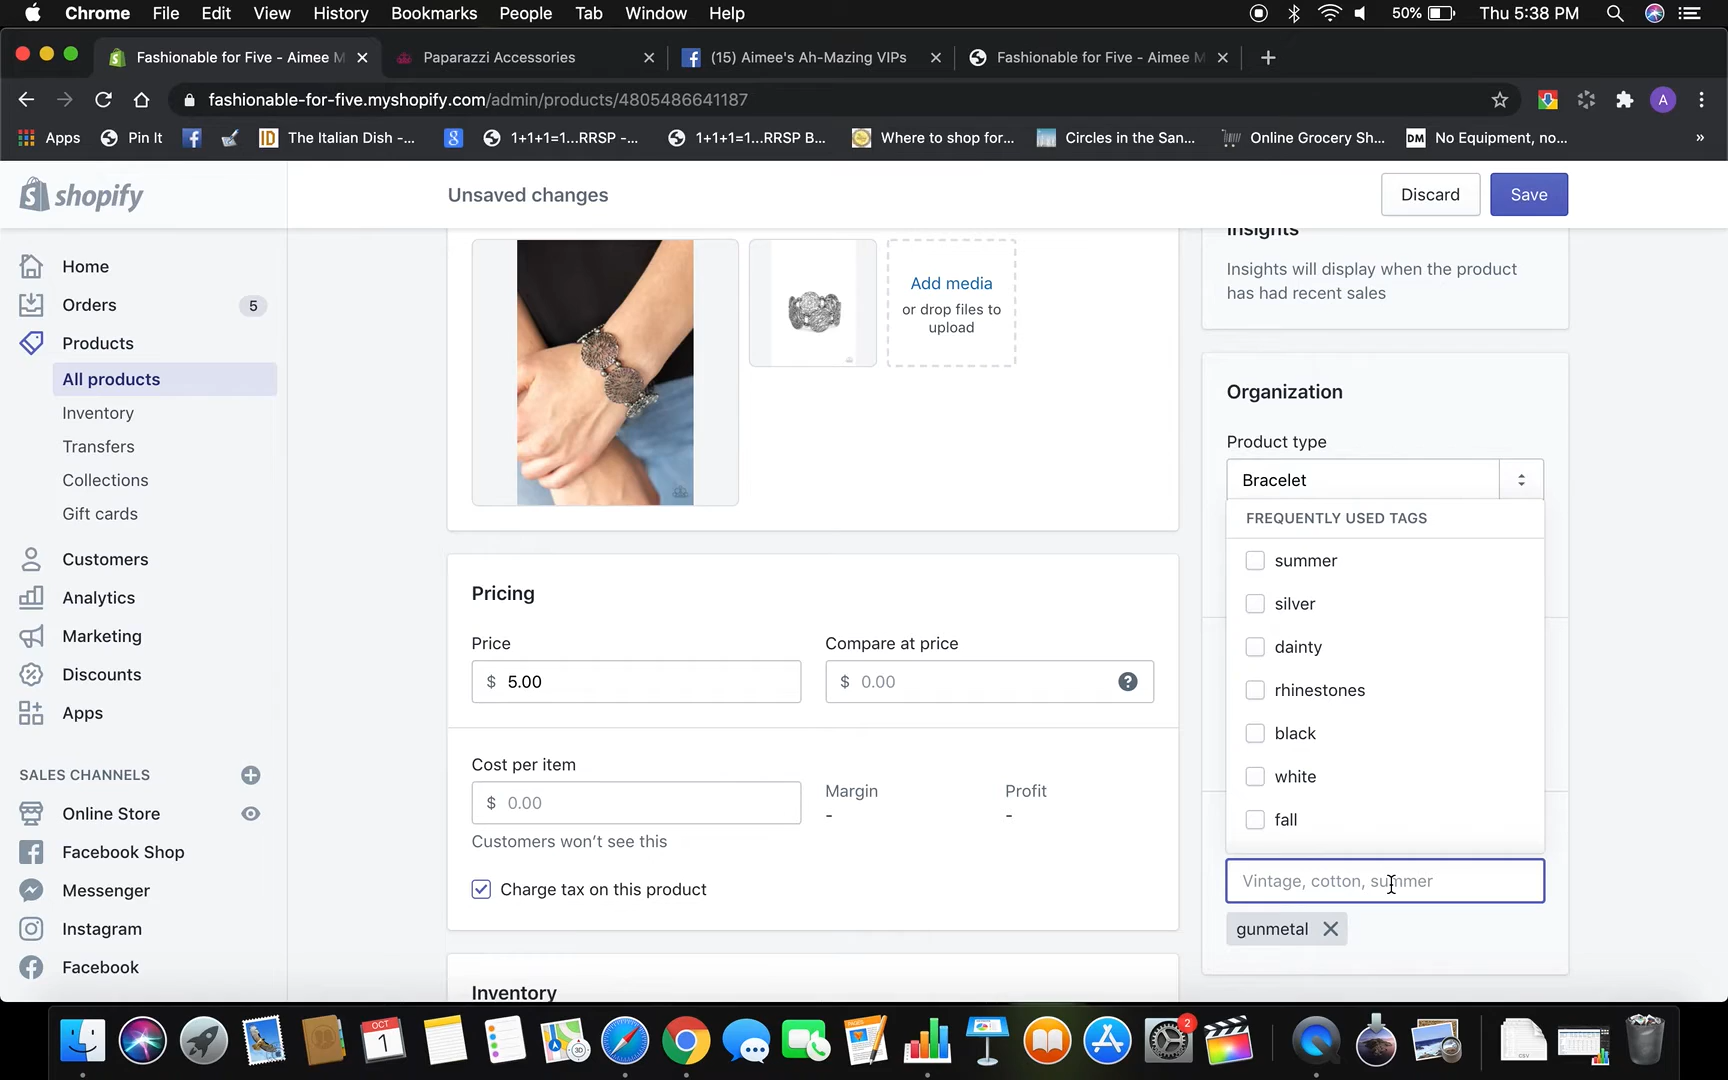 Chrome File Edit View History Bookmarks People Tab Window Help 50% Thu 5:38 PM
Fashionable for Five - Aimee M Paparazzi Accessories (15) Aimee's Ah-Mazing VIPs Fashionable for Five - Aimee M
fashionable-for-five.myshopify.com/admin/products/4805486641187 A
Apps Pin It The Italian Dish -... 1+1+1=1...RRSP -... 1+1+1=1...RRSP B... Where to shop for... Circles in the San... Online Grocery Sh... DM No Equipment, no... »
shopify
Unsaved changes
Discard
Save
Home
Orders 5
Products
All products
Inventory
Transfers
Collections
Gift cards
Customers
Analytics
Marketing
Discounts
Apps
SALES CHANNELS
Online Store
Facebook Shop
Messenger
Instagram
Facebook
Add media
or drop files to
upload
Pricing
Price
$ 5.00
Compare at price
$ 0.00
Cost per item
$ 0.00
Margin
-
Profit
-
Customers won't see this
Charge tax on this product
Inventory
Insights
Insights will display when the product
has had recent sales
Organization
Product type
Bracelet
FREQUENTLY USED TAGS
summer
silver
dainty
rhinestones
black
white
fall
Vintage, cotton, summer
gunmetal
OCT
1
2